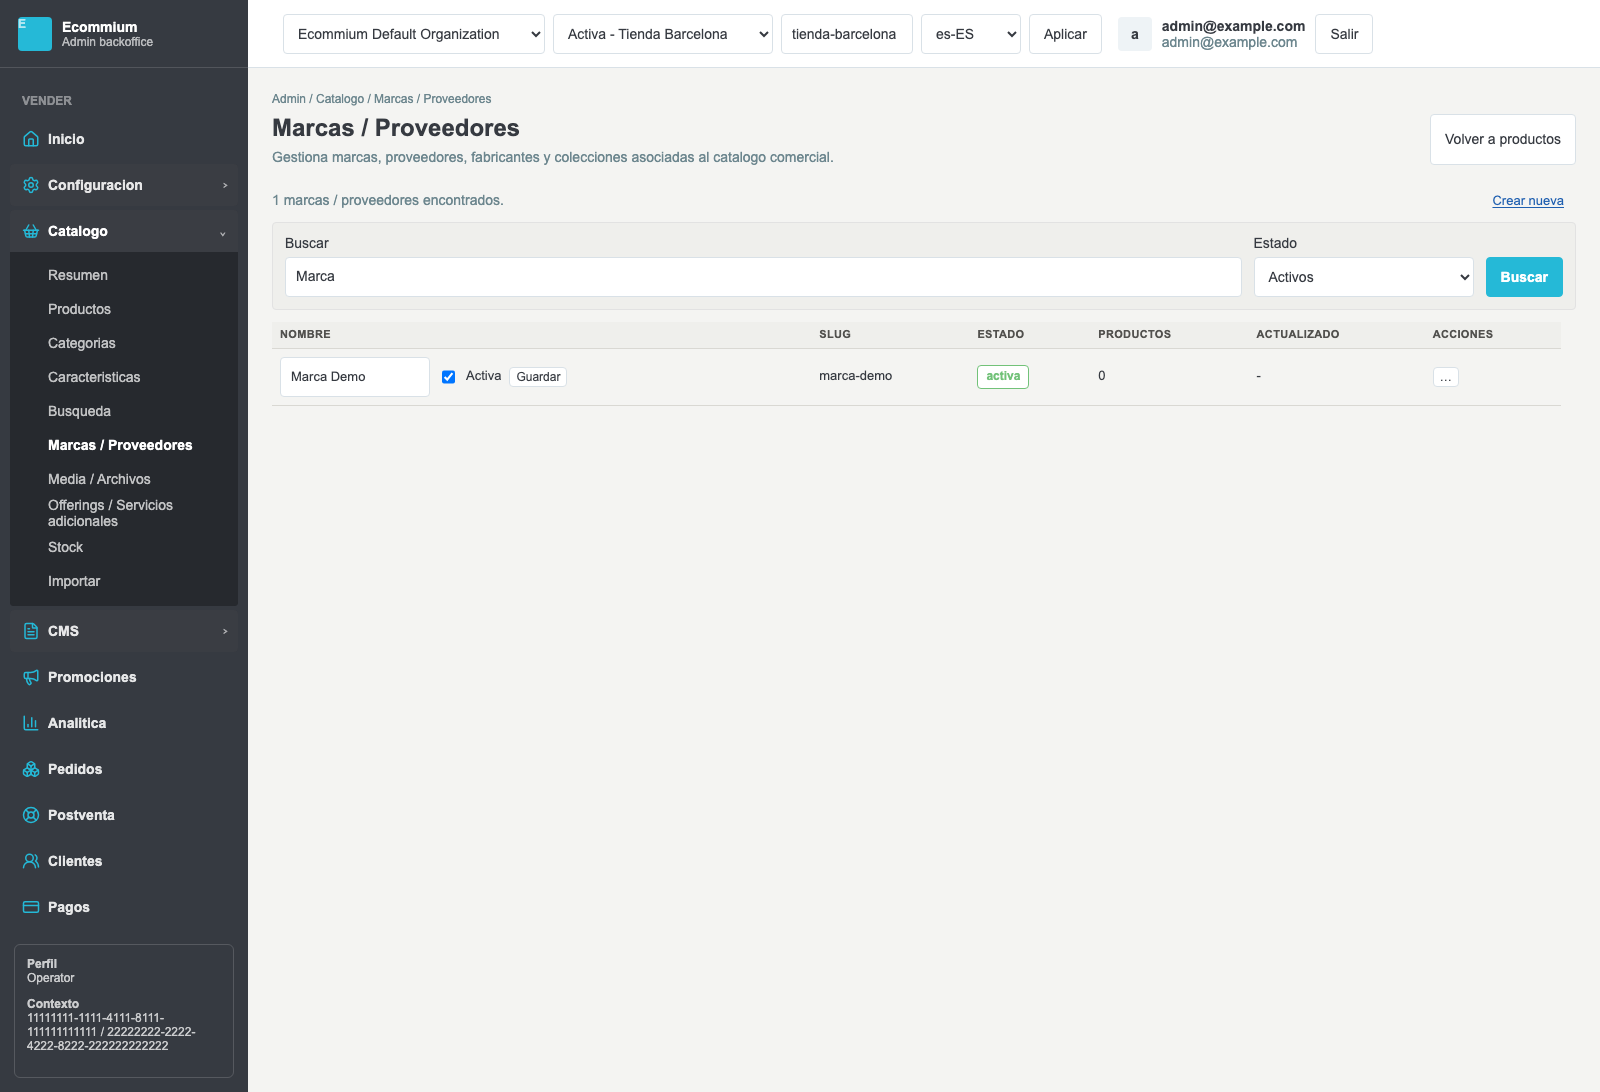 E
Ecommium
Admin backoffice
Ecommium Default Organization
Activa - Tienda Barcelona
tienda-barcelona
es-ES
Aplicar
a
admin@example.com
admin@example.com
Salir
VENDER
Inicio
Configuracion
Catalogo
Resumen
Productos
Categorias
Caracteristicas
Busqueda
Marcas / Proveedores
Media / Archivos
Offerings / Servicios
adicionales
Stock
Importar
CMS
Promociones
Analitica
Pedidos
Postventa
Clientes
Pagos
Perfil
Operator
Contexto
11111111-1111-4111-8111-
111111111111 / 22222222-2222-
4222-8222-222222222222
Admin / Catalogo / Marcas / Proveedores
Marcas / Proveedores
Gestiona marcas, proveedores, fabricantes y colecciones asociadas al catalogo comercial.
Volver a productos
1 marcas / proveedores encontrados.
Crear nueva
Buscar
Marca
Estado
Activos
Buscar
NOMBRE SLUG ESTADO PRODUCTOS ACTUALIZADO ACCIONES
Marca Demo Activa Guardar marca-demo activa 0 - ...